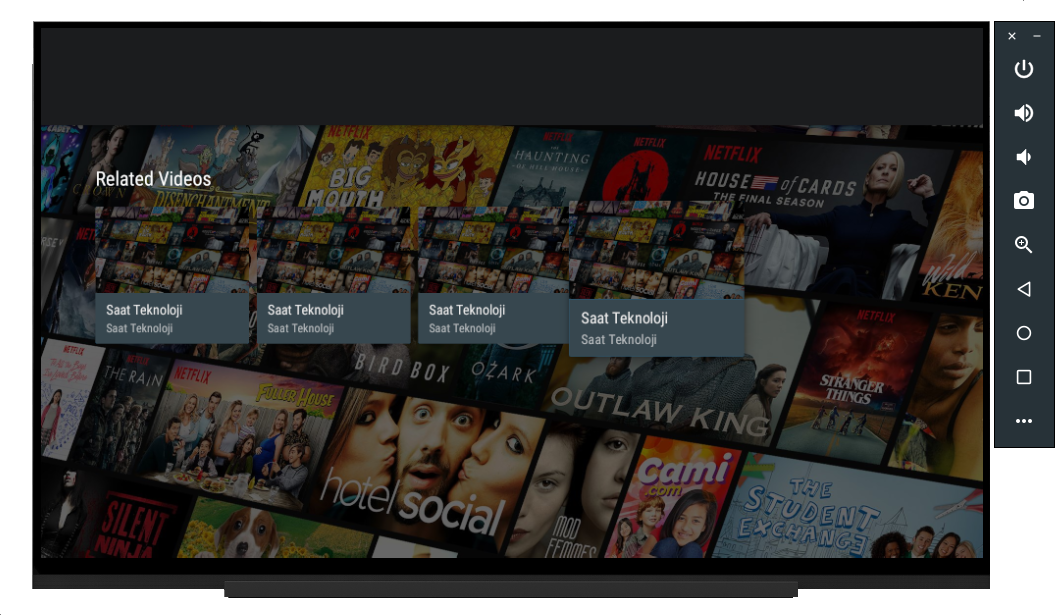 NETFLIX
BIG
MOUTH
DISENCHANTMENT
NETFLIX
HAUNTING
OF HILL HOUSE
NETFLIX
NETFLIX
HOUSE of CARDS
THE FINAL SEASON
Related Videos
Saat Teknoloji
Saat Teknoloji
Saat Teknoloji
Saat Teknoloji
Saat Teknoloji
Saat Teknoloji
Saat Teknoloji
Saat Teknoloji
NETFLIX
THE RAIN
NETFLIX
FULLER HOUSE
BIRD BOX
OZARK
OUTLAW KING
NETFLIX
STRANGER
THINGS
hotel social
Cami
.com
MOD
FEMMES
THE
STUDENT
EXCHANGE
SILENT
NINJA